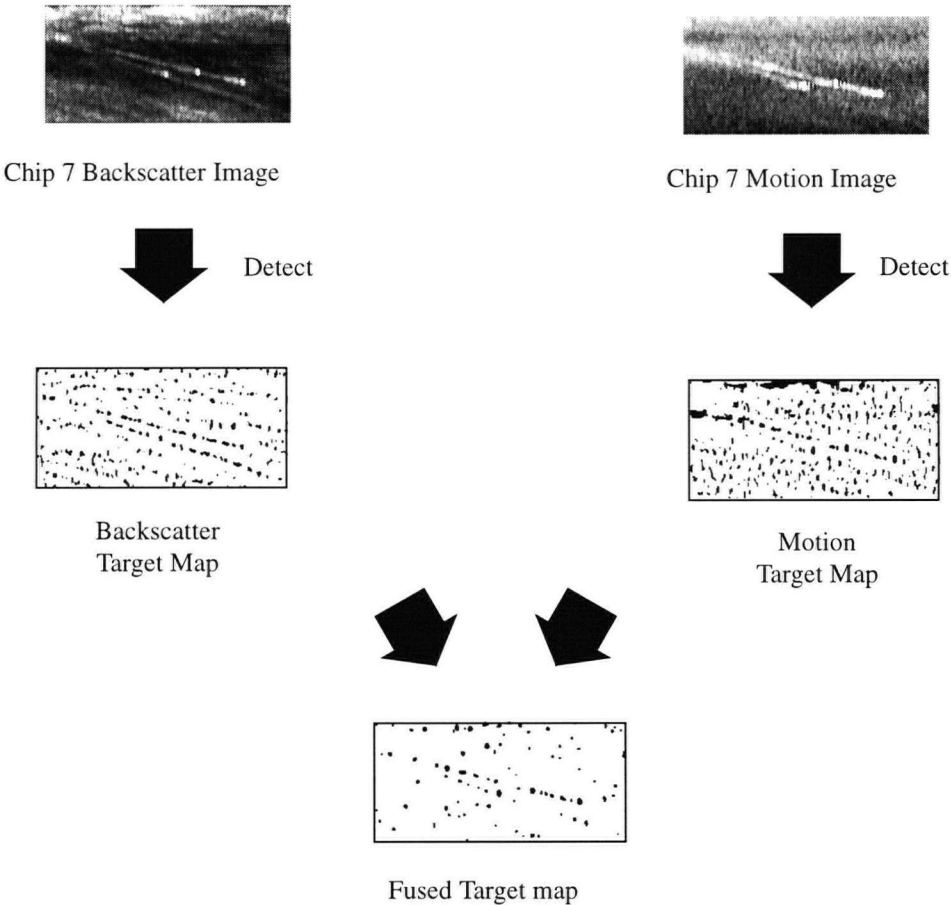 Chip 7 Backscatter Image
Chip 7 Motion Image
Detect
Detect
Backscatter
Target Map
Motion
Target Map
Fused Target map